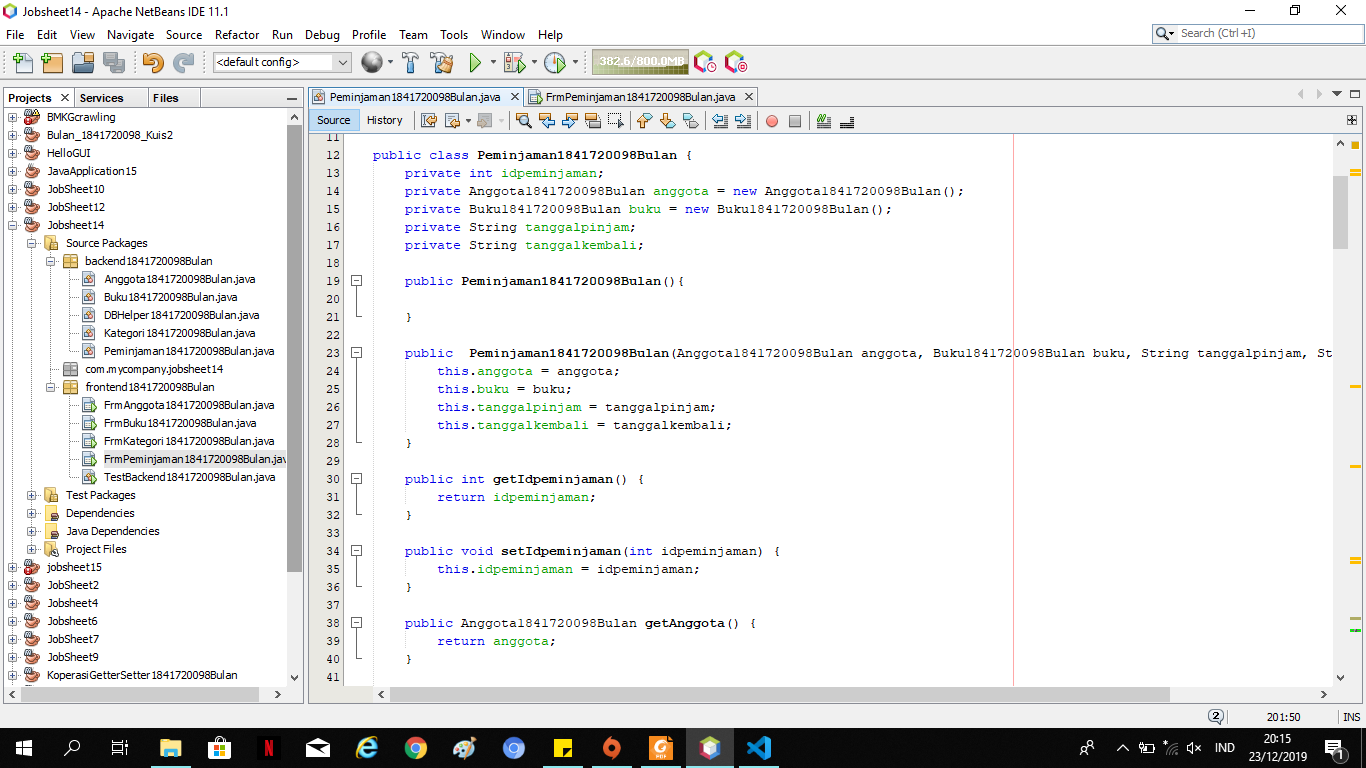 Jobsheet14 - Apache NetBeans IDE 11.1
File Edit View Navigate Source Refactor Run Debug Profile Team Tools Window Help
Search (Ctrl+I)
<default config>
382.6/800.0MB
Projects Services Files
BMKGcrawling
Bulan_1841720098_Kuis2
HelloGUI
JavaApplication15
JobSheet10
JobSheet12
Jobsheet14
Source Packages
backend1841720098Bulan
Anggota1841720098Bulan.java
Buku1841720098Bulan.java
DBHelper1841720098Bulan.java
Kategori1841720098Bulan.java
Peminjaman1841720098Bulan.java
com.mycompany.jobsheet14
frontend1841720098Bulan
FrmAnggota1841720098Bulan.java
FrmBuku1841720098Bulan.java
FrmKategori1841720098Bulan.java
FrmPeminjaman1841720098Bulan.jav
TestBackend1841720098Bulan.java
Test Packages
Dependencies
Java Dependencies
Project Files
jobsheet15
JobSheet2
Jobsheet4
Jobsheet6
JobSheet7
JobSheet9
KoperasiGetterSetter1841720098Bulan
Peminjaman1841720098Bulan.java FrmPeminjaman1841720098Bulan.java
Source History
11
12 public class Peminjaman1841720098Bulan {
13 private int idpeminjaman;
14 private Anggota1841720098Bulan anggota = new Anggota1841720098Bulan();
15 private Buku1841720098Bulan buku = new Buku1841720098Bulan();
16 private String tanggalpinjam;
17 private String tanggalkembali;
18
19 public Peminjaman1841720098Bulan(){
20
21 }
22
23 public  Peminjaman1841720098Bulan(Anggota1841720098Bulan anggota, Buku1841720098Bulan buku, String tanggalpinjam, St
24 this.anggota = anggota;
25 this.buku = buku;
26 this.tanggalpinjam = tanggalpinjam;
27 this.tanggalkembali = tanggalkembali;
28 }
29
30 public int getIdpeminjaman() {
31 return idpeminjaman;
32 }
33
34 public void setIdpeminjaman(int idpeminjaman) {
35 this.idpeminjaman = idpeminjaman;
36 }
37
38 public Anggota1841720098Bulan getAnggota() {
39 return anggota;
40 }
41
2 201:50 INS
IND
20:15
23/12/2019
1